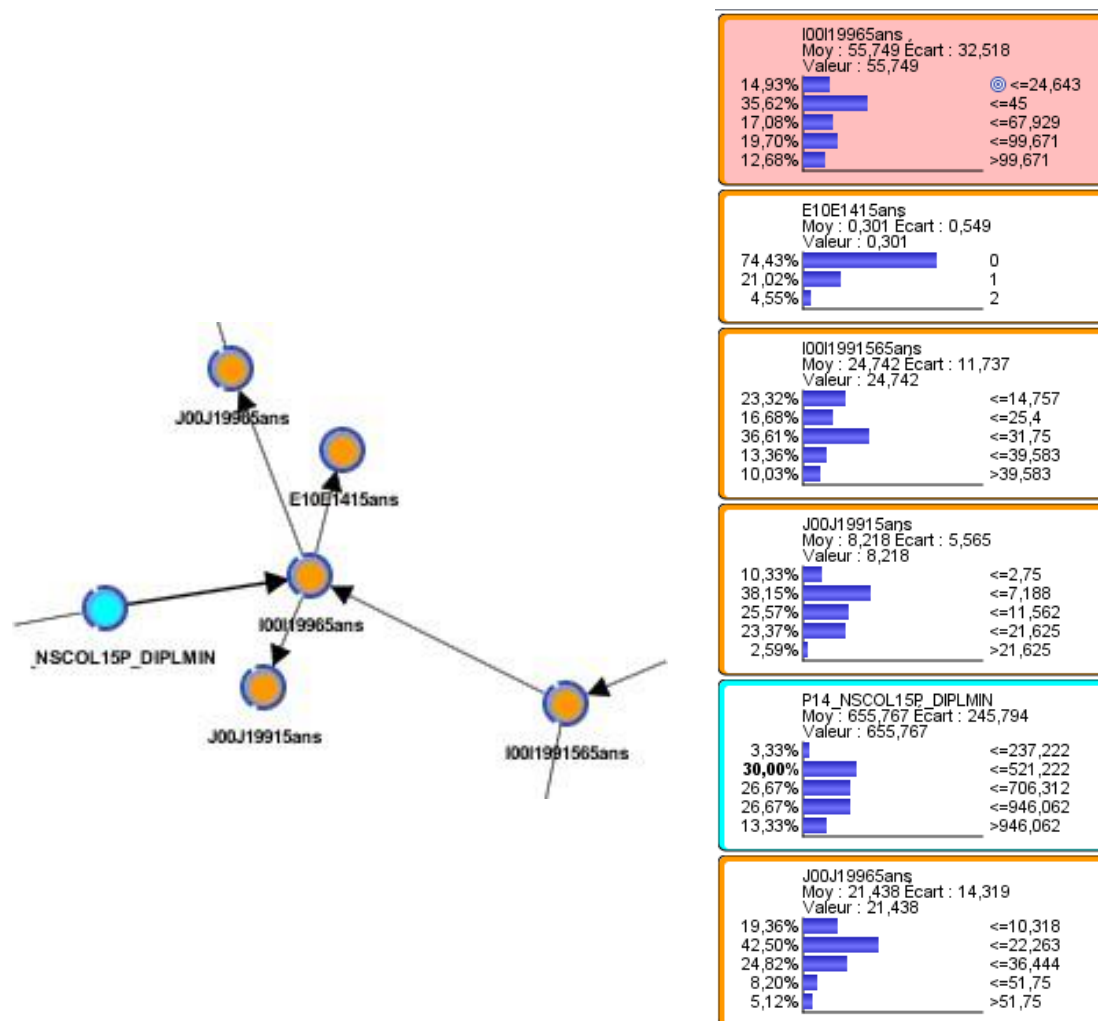 J00J19965ans
E10E1415ans
I00I19965ans
_NSCOL15P_DIPLMIN
J00J19915ans
I00I1991565ans
I00I19965ans
Moy : 55,749 Écart : 32,518
Valeur : 55,749
14,93% <=24,643
35,62% <=45
17,08% <=67,929
19,70% <=99,671
12,68% >99,671
E10E1415ans
Moy : 0,301 Écart : 0,549
Valeur : 0,301
74,43% 0
21,02% 1
4,55% 2
I00I1991565ans
Moy : 24,742 Écart : 11,737
Valeur : 24,742
23,32% <=14,757
16,68% <=25,4
36,61% <=31,75
13,36% <=39,583
10,03% >39,583
J00J19915ans
Moy : 8,218 Écart : 5,565
Valeur : 8,218
10,33% <=2,75
38,15% <=7,188
25,57% <=11,562
23,37% <=21,625
2,59% >21,625
P14_NSCOL15P_DIPLMIN
Moy : 655,767 Écart : 245,794
Valeur : 655,767
3,33% <=237,222
30,00% <=521,222
26,67% <=706,312
26,67% <=946,062
13,33% >946,062
J00J19965ans
Moy : 21,438 Écart : 14,319
Valeur : 21,438
19,36% <=10,318
42,50% <=22,263
24,82% <=36,444
8,20% <=51,75
5,12% >51,75